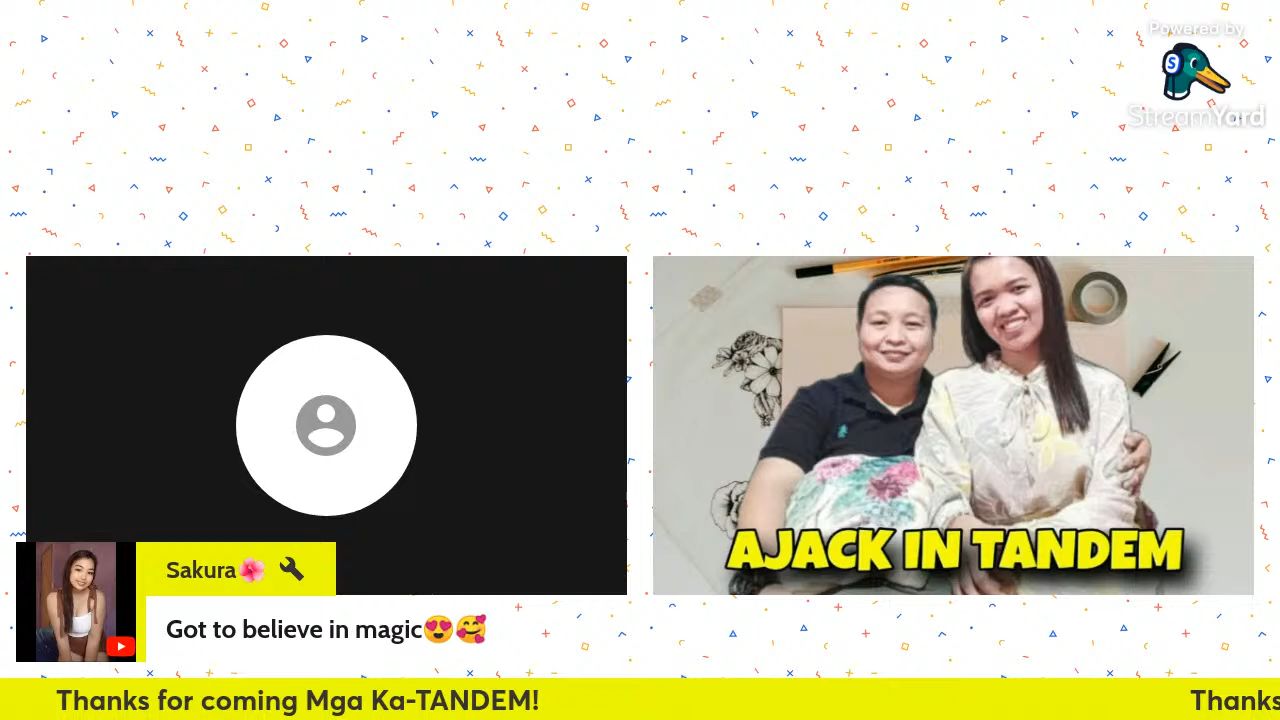 Powered by
S
StreamYard
AJACK IN TANDEM
Sakura🌺
Got to believe in magic😍🥰
Thanks for coming Mga Ka-TANDEM!
Thanks